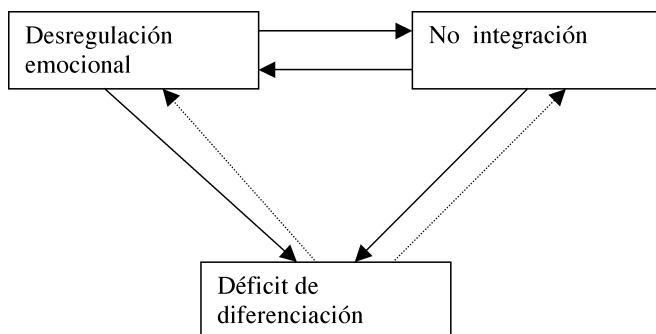 Desregulación
emocional
No integración
Déficit de
diferenciación